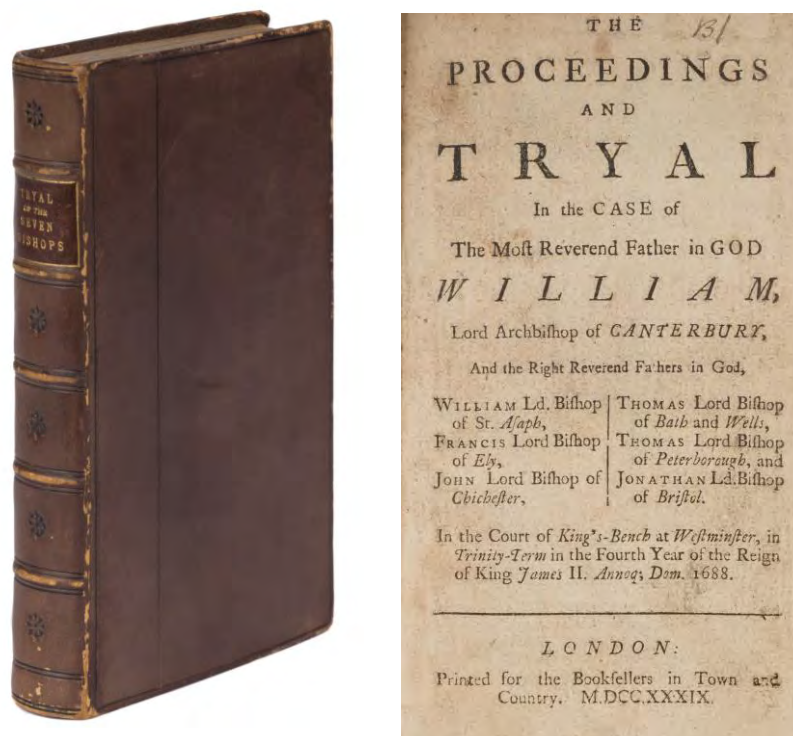 TRYAL
OF THE
SEVEN
BISHOPS
THE
PROCEEDINGS
AND
TRYAL
In the CASE of
The Moſt Reverend Father in GOD
WILLIAM,
Lord Archbiſhop of CANTERBURY,
And the Right Reverend Fathers in God,
WILLIAM Ld. Biſhop
of St. Aſaph,
FRANCIS Lord Biſhop
of Ely,
JOHN Lord Biſhop of
Chicheſter,
THOMAS Lord Biſhop
of Bath and Wells,
THOMAS Lord Biſhop
of Peterborough, and
JONATHAN Ld. Biſhop
of Briſtol.
In the Court of King's-Bench at Weſtminſter, in
Trinity-Term in the Fourth Year of the Reign
of King James II. Annoq; Dom. 1688.
LONDON:
Printed for the Bookſellers in Town and
Country. M.DCC.XXXIX.